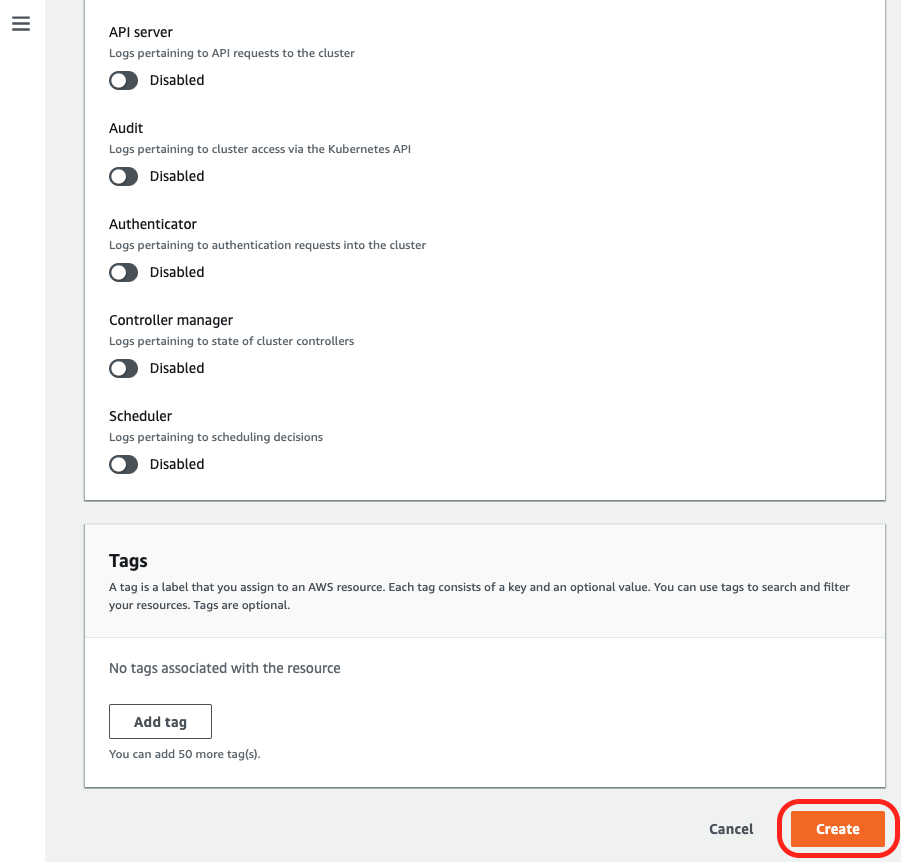 API server
Logs pertaining to API requests to the cluster
Disabled
Audit
Logs pertaining to cluster access via the Kubernetes API
Disabled
Authenticator
Logs pertaining to authentication requests into the cluster
Disabled
Controller manager
Logs pertaining to state of cluster controllers
Disabled
Scheduler
Logs pertaining to scheduling decisions
Disabled
Tags
A tag is a label that you assign to an AWS resource. Each tag consists of a key and an optional value. You can use tags to search and filter
your resources. Tags are optional.
No tags associated with the resource
Add tag
You can add 50 more tag(s).
Cancel
Create